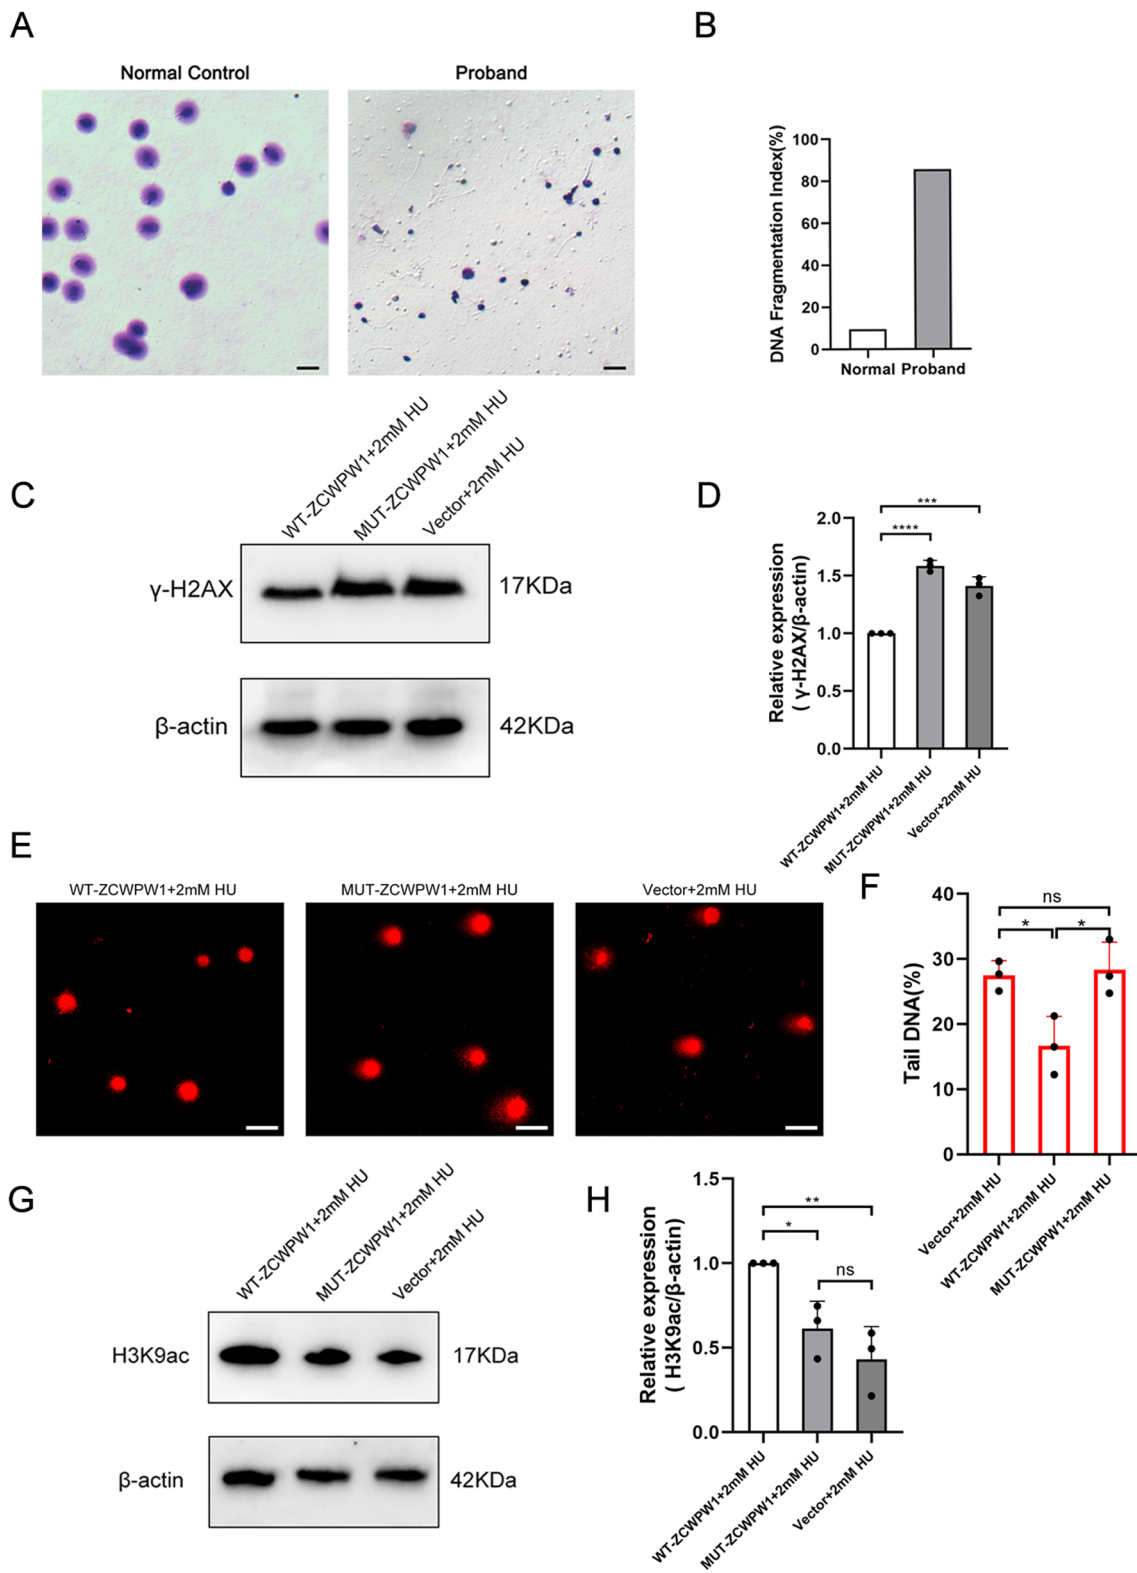 A
Normal Control
Proband
B
DNA Fragmentation Index(%)
100
80
60
40
20
0
Normal Proband
C
WT-ZCWPW1+2mM HU
MUT-ZCWPW1+2mM HU
Vector+2mM HU
γ-H2AX
17KDa
β-actin
42KDa
D
Relative expression
( γ-H2AX/β-actin)
2.0
1.5
1.0
0.5
0.0
***
****
WT-ZCWPW1+2mM HU
MUT-ZCWPW1+2mM HU
Vector+2mM HU
E
WT-ZCWPW1+2mM HU
MUT-ZCWPW1+2mM HU
Vector+2mM HU
F
Tail DNA(%)
40
30
20
10
0
ns
*
*
Vector+2mM HU
WT-ZCWPW1+2mM HU
MUT-ZCWPW1+2mM HU
G
WT-ZCWPW1+2mM HU
MUT-ZCWPW1+2mM HU
Vector+2mM HU
H3K9ac
17KDa
β-actin
42KDa
H
Relative expression
( H3K9ac/β-actin)
1.5
1.0
0.5
0.0
**
*
ns
WT-ZCWPW1+2mM HU
MUT-ZCWPW1+2mM HU
Vector+2mM HU